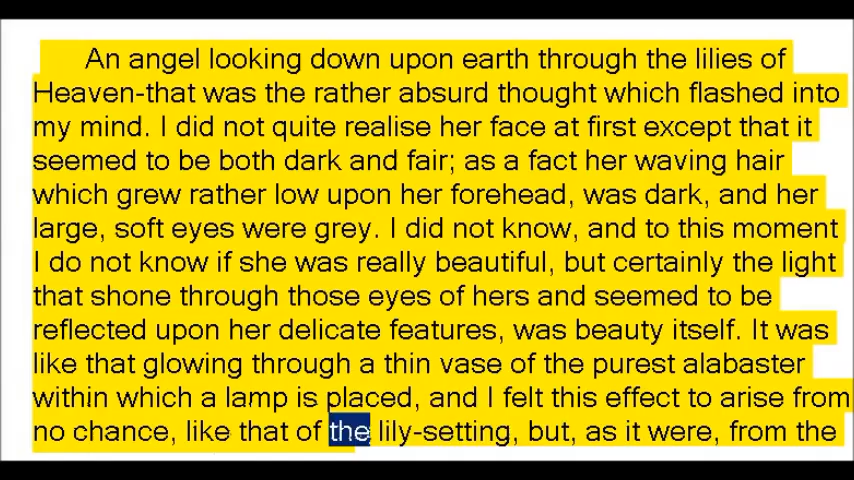 An angel looking down upon earth through the lilies of
Heaven-that was the rather absurd thought which flashed into
my mind. I did not quite realise her face at first except that it
seemed to be both dark and fair; as a fact her waving hair
which grew rather low upon her forehead, was dark, and her
large, soft eyes were grey. I did not know, and to this moment
I do not know if she was really beautiful, but certainly the light
that shone through those eyes of hers and seemed to be
reflected upon her delicate features, was beauty itself. It was
like that glowing through a thin vase of the purest alabaster
within which a lamp is placed, and I felt this effect to arise from
no chance, like that of the lily-setting, but, as it were, from the